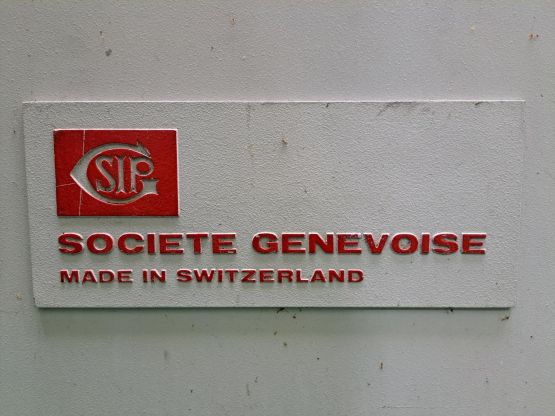 SIP
SOCIETE GENEVOISE
MADE IN SWITZERLAND